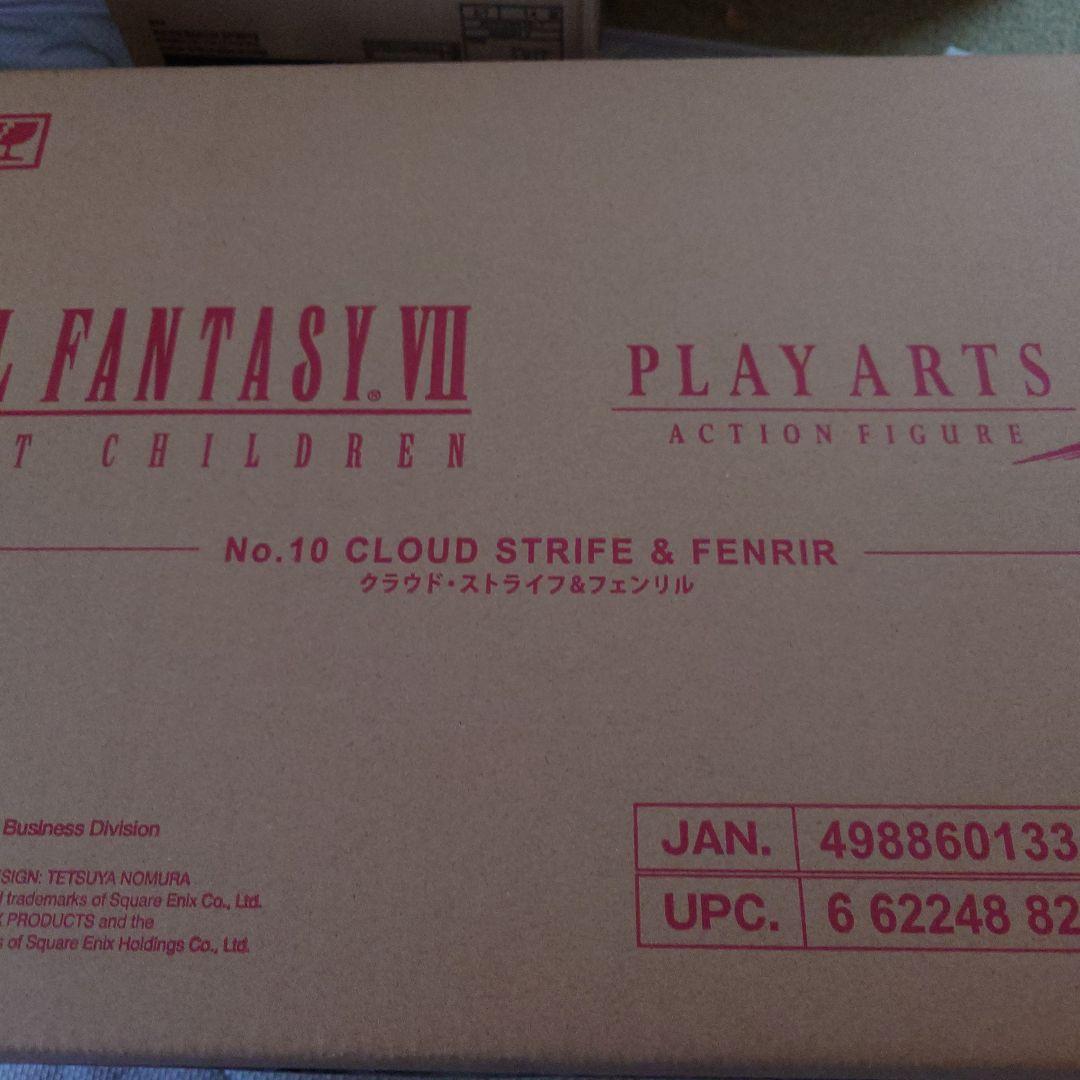 L FANTASY® VII
T CHILDREN
PLAY ARTS
ACTION FIGURE
No.10 CLOUD STRIFE & FENRIR
クラウド・ストライフ&フェンリル
Business Division
SIGN: TETSUYA NOMURA
trademarks of Square Enix Co., Ltd.
PRODUCTS and the
s of Square Enix Holdings Co., Ltd.
JAN. 498860133
UPC. 6 62248 82